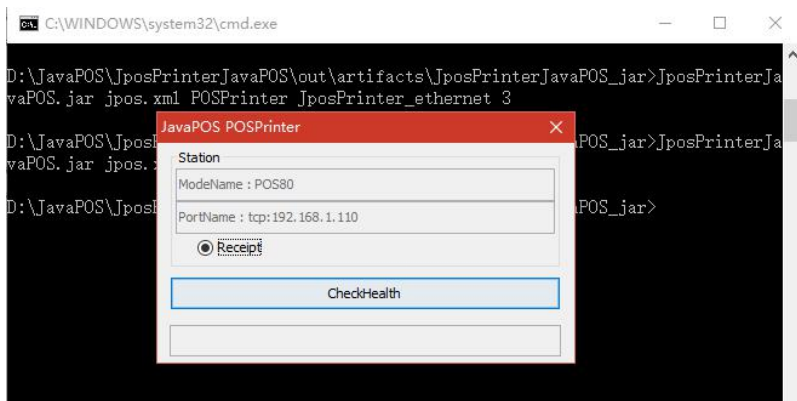 C:\WINDOWS\system32\cmd.exe
D:\JavaPOS\JposPrinterJavaPOS\out\artifacts\JposPrinterJavaPOS_jar>JposPrinterJa
vaPOS.jar jpos.xml POSPrinter JposPrinter_ethernet 3
JavaPOS POSPrinter
D:\JavaPOS\Jpos POS_jar>JposPrinterJa
Station
vaPOS.jar jpos.
ModeName : POS80
D:\JavaPOS\Jpos POS_jar>
PortName : tcp:192.168.1.110
Receipt
CheckHealth